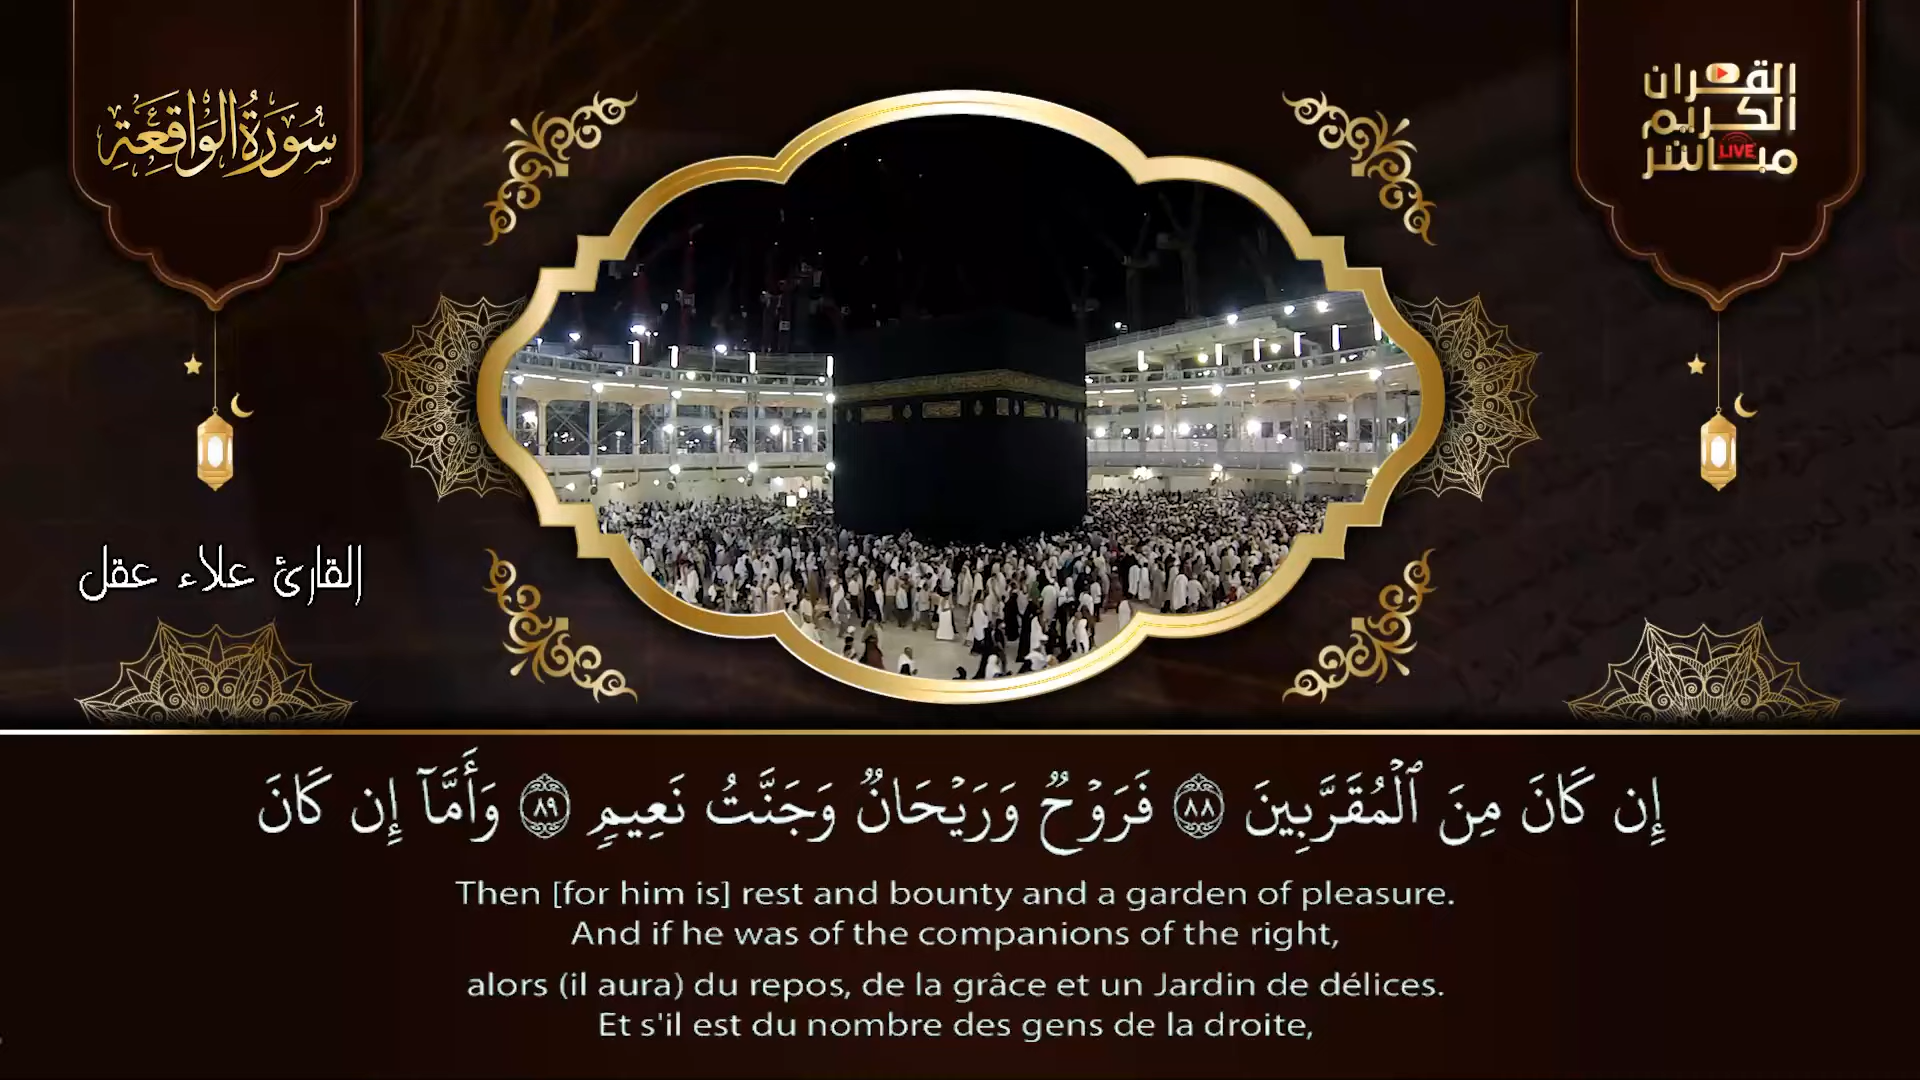 سُورَةُ الوَاقِعَة
القرآن
الكريم
مباشر
LIVE
القارئ علاء عقل
إِن كَانَ مِنَ ٱلْمُقَرَّبِينَ ٨٨ فَرَوْحٌ وَرَيْحَانٌ وَجَنَّتُ نَعِيمٍ ٨٩ وَأَمَّآ إِن كَانَ
Then [for him is] rest and bounty and a garden of pleasure.
And if he was of the companions of the right,
alors (il aura) du repos, de la grâce et un Jardin de délices.
Et s'il est du nombre des gens de la droite,